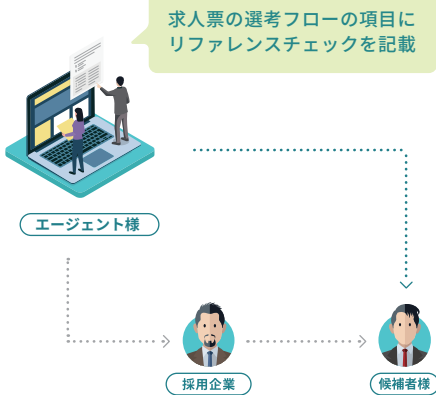 求人票の選考フローの項目に
リファレンスチェックを記載
エージェント様
採用企業
候補者様